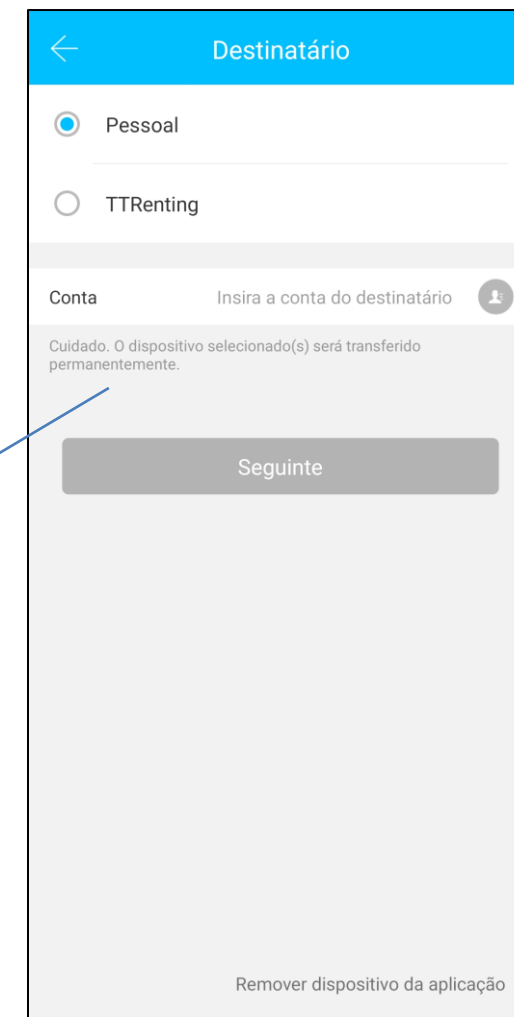 Destinatário
Pessoal
TTRenting
Conta Insira a conta do destinatário
Cuidado. O dispositivo selecionado(s) será transferido
permanentemente.
Seguinte
Remover dispositivo da aplicação